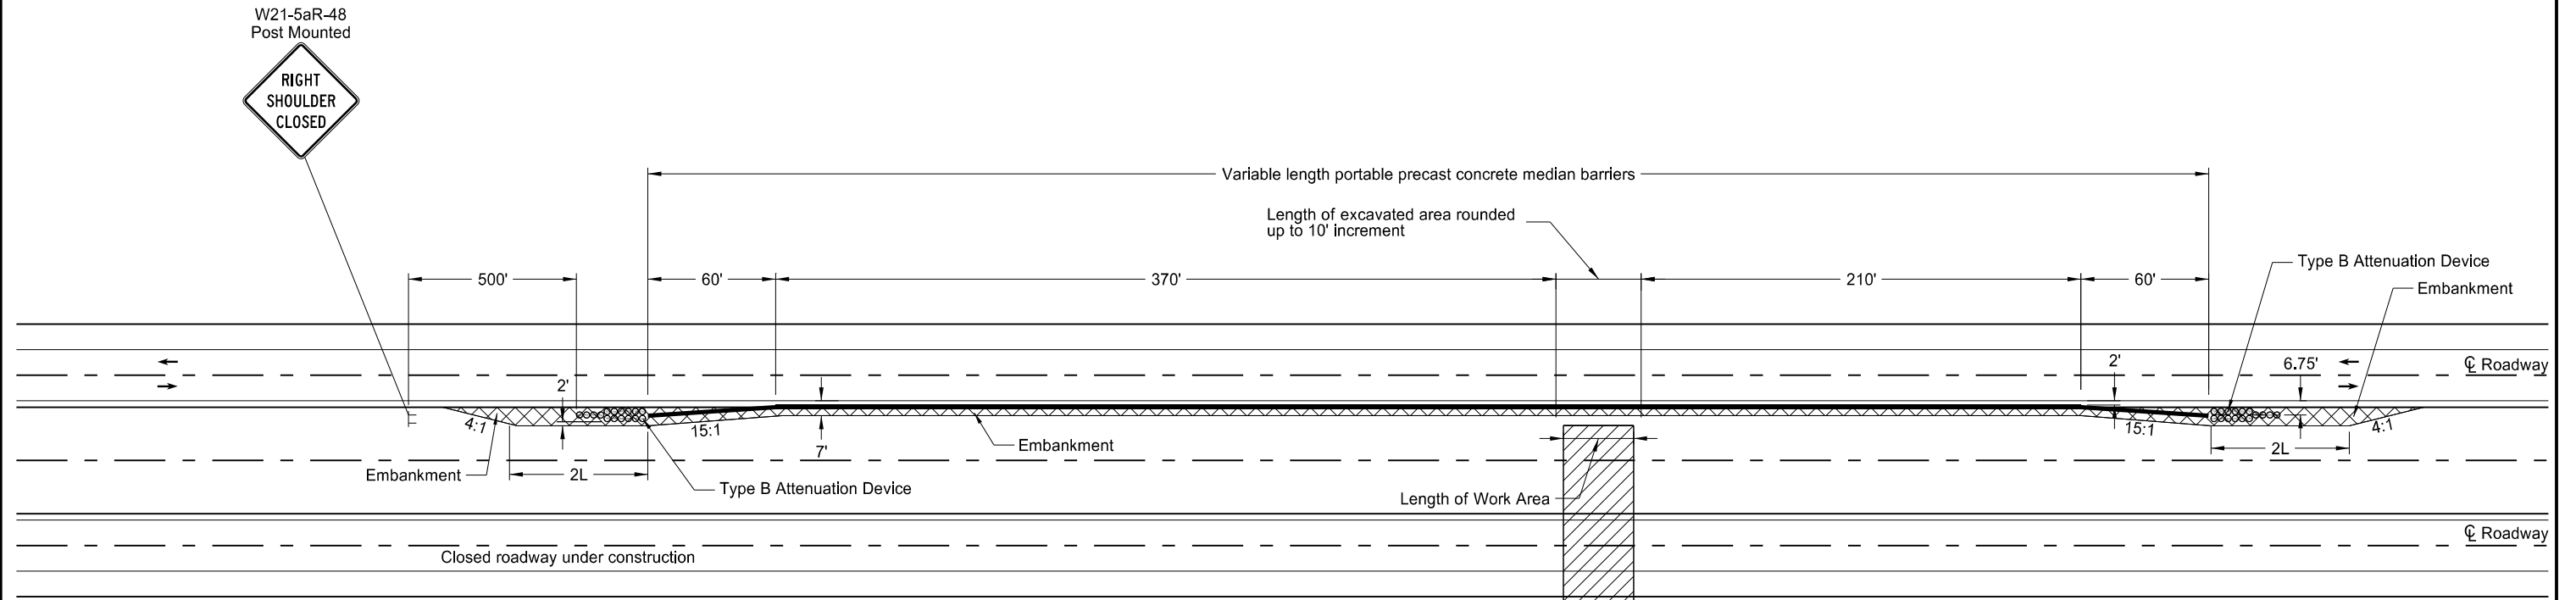 W21-5aR-48
Post Mounted
RIGHT
SHOULDER
CLOSED
Variable length portable precast concrete median barriers
Length of excavated area rounded
up to 10' increment
Type B Attenuation Device
Embankment
500'
60'
370'
210'
60'
2'
2'
6.75'
℄ Roadway
4:1
15:1
7'
Embankment
15:1
4:1
Embankment
2L
Type B Attenuation Device
Length of Work Area
2L
℄ Roadway
Closed roadway under construction